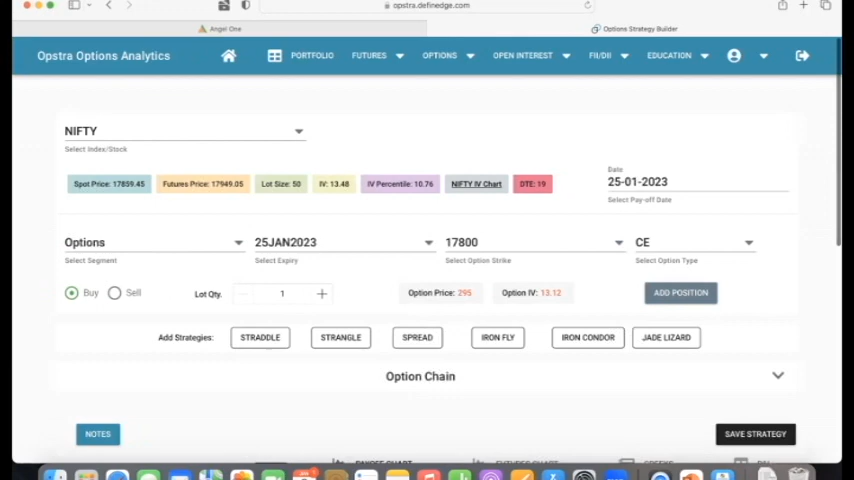 opstra.definedge.com
Angel One
Options Strategy Builder
Opstra Options Analytics PORTFOLIO FUTURES OPTIONS OPEN INTEREST FII/DII EDUCATION
NIFTY
Select Index/Stock
Spot Price: 17859.45 Futures Price: 17949.05 Lot Size: 50 IV: 13.48 IV Percentile: 10.76 NIFTY IV Chart DTE: 19
Date
25-01-2023
Select Pay-off Date
Options 25JAN2023 17800 CE
Select Segment Select Expiry Select Option Strike Select Option Type
Buy Sell Lot Qty. 1 Option Price: 295 Option IV: 13.12 ADD POSITION
Add Strategies: STRADDLE STRANGLE SPREAD IRON FLY IRON CONDOR JADE LIZARD
Option Chain
NOTES SAVE STRATEGY